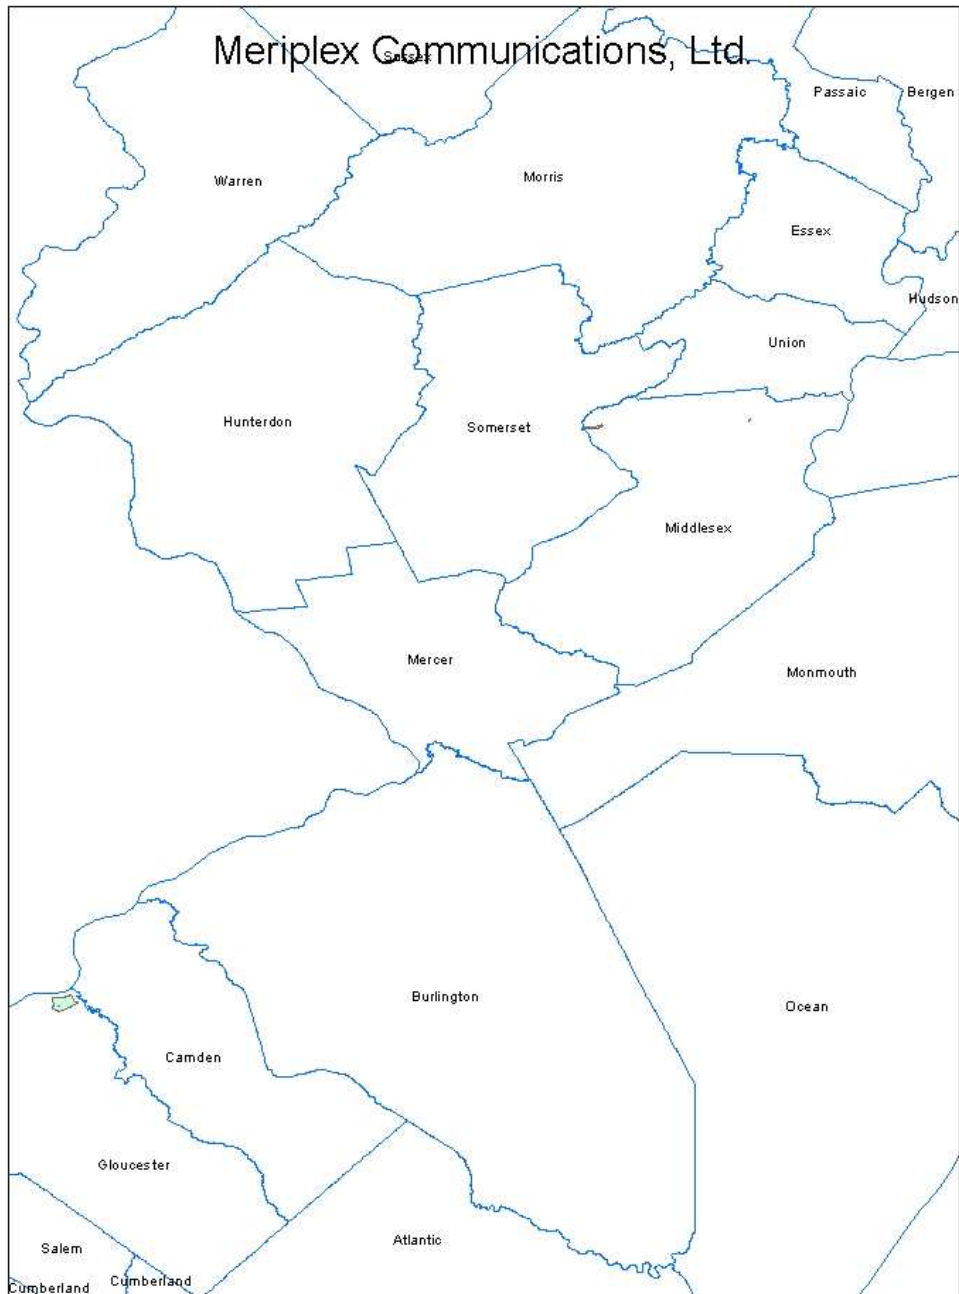 Meriplex Communications, Ltd.
Sussex
Passaic
Bergen
Warren
Morris
Essex
Hudson
Union
Hunterdon
Somerset
Middlesex
Mercer
Monmouth
Burlington
Ocean
Camden
Gloucester
Atlantic
Salem
Cumberland
Cumberland